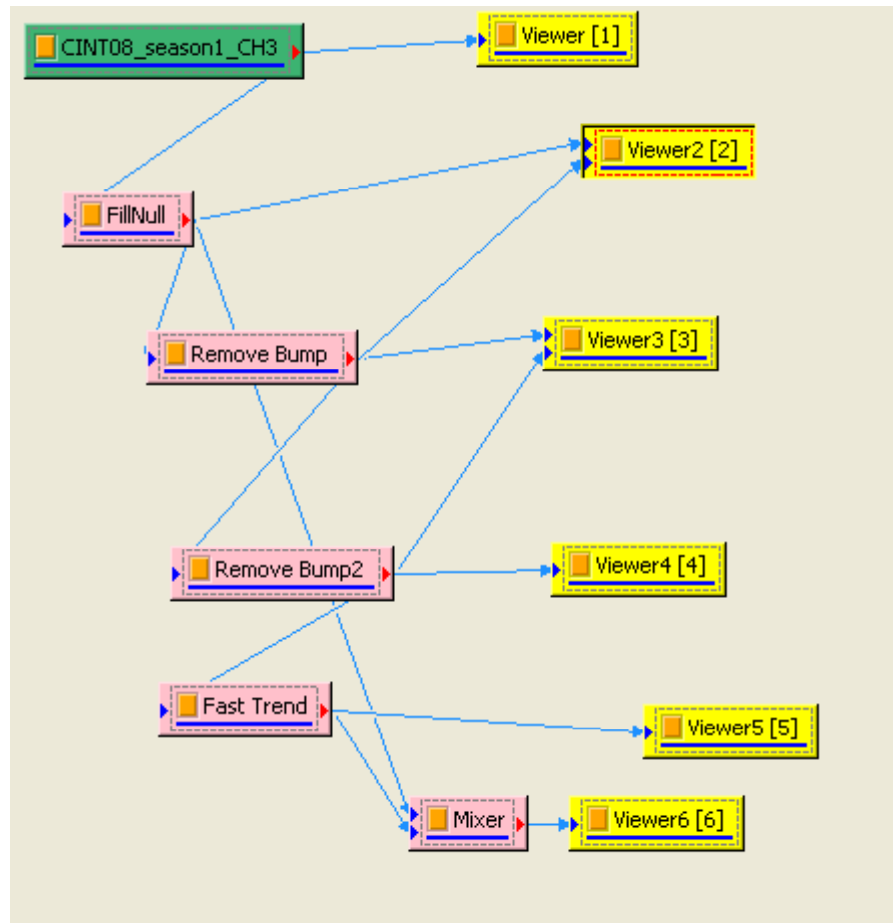 CINT08_season1_CH3
Viewer [1]
Viewer2 [2]
FillNull
Remove Bump
Viewer3 [3]
Remove Bump2
Viewer4 [4]
Fast Trend
Viewer5 [5]
Mixer
Viewer6 [6]